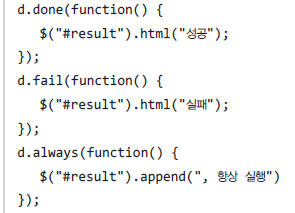 d.done(function() {
$("#result").html("성공");
});
d.fail(function() {
$("#result").html("실패");
});
d.always(function() {
$("#result").append(", 항상 실행")
});